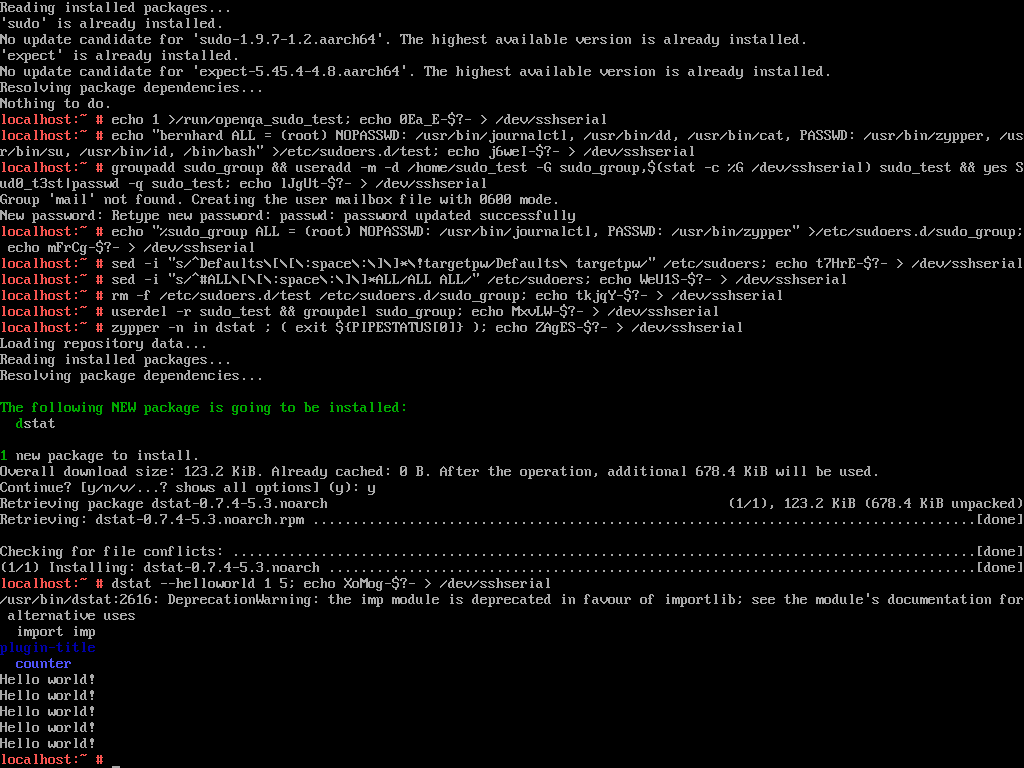 Reading installed packages...
'sudo' is already installed.
No update candidate for 'sudo-1.9.7-1.2.aarch64'. The highest available version is already installed.
'expect' is already installed.
No update candidate for 'expect-5.45.4-4.8.aarch64'. The highest available version is already installed.
Resolving package dependencies...
Nothing to do.
localhost:~ # echo 1 >/run/openqa_sudo_test; echo 0Ea_E-$?- > /dev/sshserial
localhost:~ # echo "bernhard ALL = (root) NOPASSWD: /usr/bin/journalctl, /usr/bin/dd, /usr/bin/cat, PASSWD: /usr/bin/zypper, /us
r/bin/su, /usr/bin/id, /bin/bash" >/etc/sudoers.d/test; echo j6weI-$?- > /dev/sshserial
localhost:~ # groupadd sudo_group && useradd -m -d /home/sudo_test -G sudo_group,$(stat -c %G /dev/sshserial) sudo_test && yes S
ud0_t3st|passwd -q sudo_test; echo lJgUt-$?- > /dev/sshserial
Group 'mail' not found. Creating the user mailbox file with 0600 mode.
New password: Retype new password: passwd: password updated successfully
localhost:~ # echo "%sudo_group ALL = (root) NOPASSWD: /usr/bin/journalctl, PASSWD: /usr/bin/zypper" >/etc/sudoers.d/sudo_group;
 echo mFrCg-$?- > /dev/sshserial
localhost:~ # sed -i "s/^Defaults\[\[\:space\:\]\]*\!targetpw/Defaults\ targetpw/" /etc/sudoers; echo t7HrE-$?- > /dev/sshserial
localhost:~ # sed -i "s/^#ALL\[\[\:space\:\]\]*ALL/ALL ALL/" /etc/sudoers; echo WeU1S-$?- > /dev/sshserial
localhost:~ # rm -f /etc/sudoers.d/test /etc/sudoers.d/sudo_group; echo tkjqY-$?- > /dev/sshserial
localhost:~ # userdel -r sudo_test && groupdel sudo_group; echo MxvLW-$?- > /dev/sshserial
localhost:~ # zypper -n in dstat ; ( exit ${PIPESTATUS[0]} ); echo ZAgES-$?- > /dev/sshserial
Loading repository data...
Reading installed packages...
Resolving package dependencies...
The following NEW package is going to be installed:
  dstat
1 new package to install.
Overall download size: 123.2 KiB. Already cached: 0 B. After the operation, additional 678.4 KiB will be used.
Continue? [y/n/v/...? shows all options] (y): y
Retrieving package dstat-0.7.4-5.3.noarch (1/1), 123.2 KiB (678.4 KiB unpacked)
Retrieving: dstat-0.7.4-5.3.noarch.rpm ...................................................................................[done]
Checking for file conflicts: .............................................................................................[done]
(1/1) Installing: dstat-0.7.4-5.3.noarch .................................................................................[done]
localhost:~ # dstat --helloworld 1 5; echo XoMog-$?- > /dev/sshserial
/usr/bin/dstat:2616: DeprecationWarning: the imp module is deprecated in favour of importlib; see the module's documentation for
 alternative uses
  import imp
plugin-title
  counter
Hello world!
Hello world!
Hello world!
Hello world!
Hello world!
localhost:~ # _